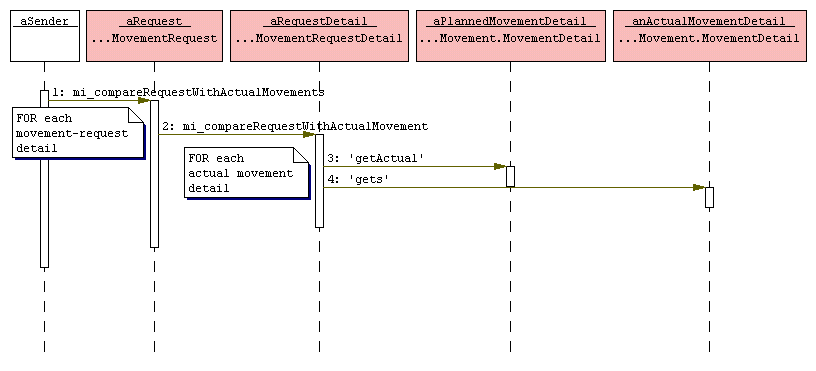 aSender
aRequest
...MovementRequest
aRequestDetail
...MovementRequestDetail
aPlannedMovementDetail
...Movement.MovementDetail
anActualMovementDetail
...Movement.MovementDetail
1: mi_compareRequestWithActualMovements
FOR each
movement-request
detail
2: mi_compareRequestWithActualMovement
FOR each
actual movement
detail
3: 'getActual'
4: 'gets'